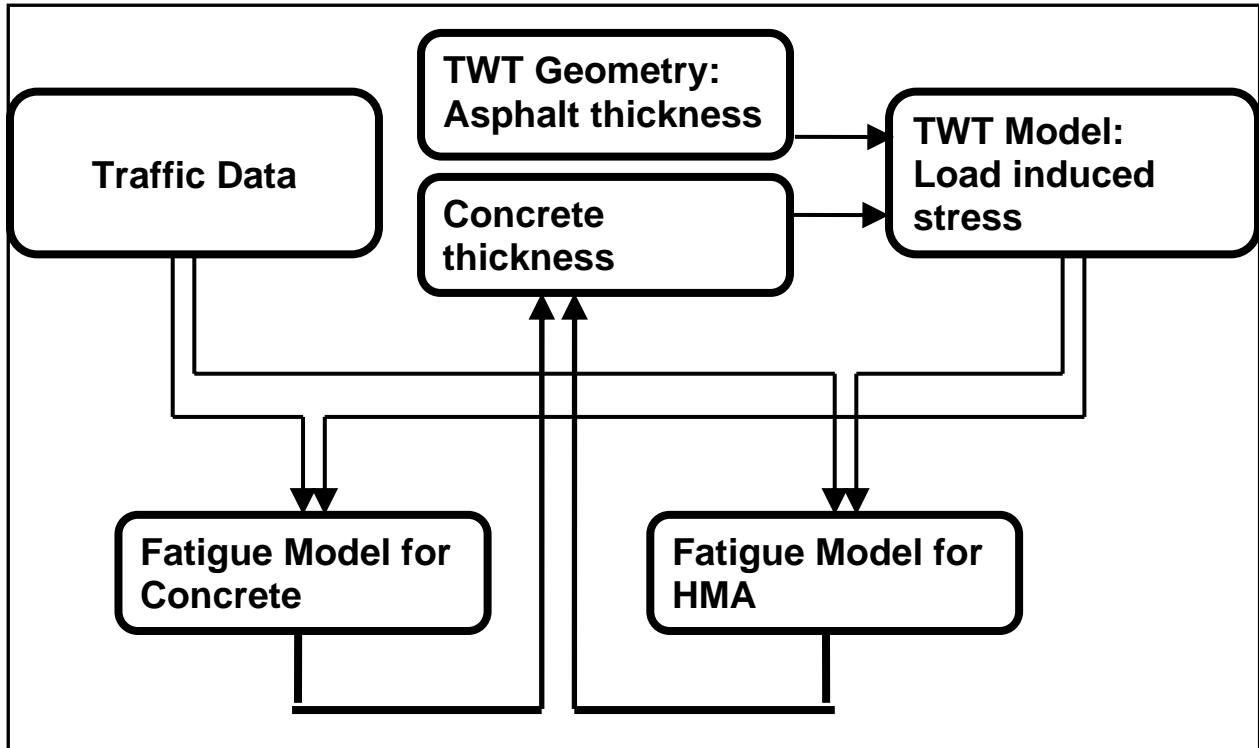 Traffic Data
TWT Geometry:
Asphalt thickness
Concrete
thickness
TWT Model:
Load induced
stress
Fatigue Model for
Concrete
Fatigue Model for
HMA